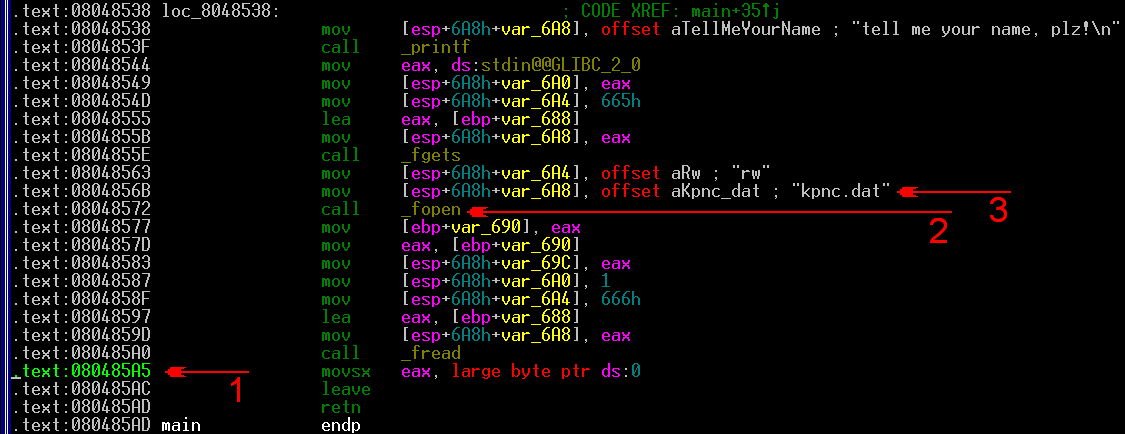 .text:08048538 loc_8048538: ; CODE XREF: main+35↑j
.text:08048538 mov [esp+6A8h+var_6A8], offset aTellMeYourName ; "tell me your name, plz!\n"
.text:0804853F call _printf
.text:08048544 mov eax, ds:stdin@@GLIBC_2_0
.text:08048549 mov [esp+6A8h+var_6A0], eax
.text:0804854D mov [esp+6A8h+var_6A4], 665h
.text:08048555 lea eax, [ebp+var_688]
.text:0804855B mov [esp+6A8h+var_6A8], eax
.text:0804855E call _fgets
.text:08048563 mov [esp+6A8h+var_6A4], offset aRw ; "rw"
.text:0804856B mov [esp+6A8h+var_6A8], offset aKpnc_dat ; "kpnc.dat" 3
.text:08048572 call _fopen 2
.text:08048577 mov [ebp+var_690], eax
.text:0804857D mov eax, [ebp+var_690]
.text:08048583 mov [esp+6A8h+var_69C], eax
.text:08048587 mov [esp+6A8h+var_6A0], 1
.text:0804858F mov [esp+6A8h+var_6A4], 666h
.text:08048597 lea eax, [ebp+var_688]
.text:0804859D mov [esp+6A8h+var_6A8], eax
.text:080485A0 call _fread
.text:080485A5 1 movsx eax, large byte ptr ds:0
.text:080485AC leave
.text:080485AD retn
.text:080485AD main endp